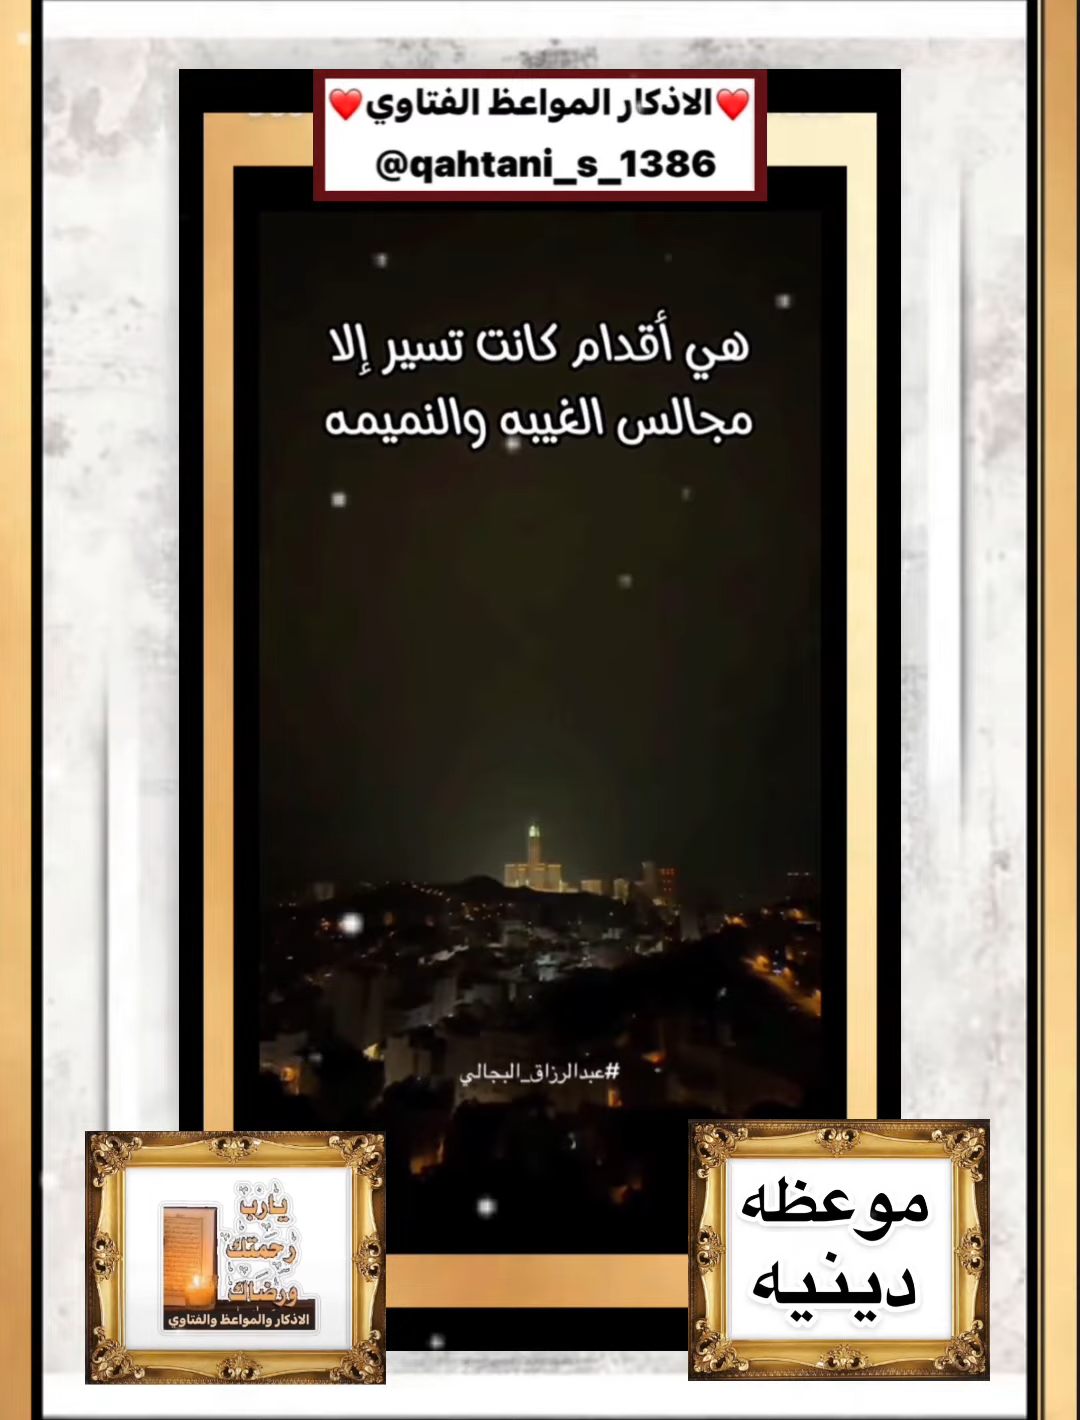 ❤️الاذكار المواعظ الفتاوي❤️
@qahtani_s_1386
هي أقدام كانت تسير إلا
مجالس الغيبه والنميمه
#عبدالرزاق_البجالي
يارب
رحمتك
ورضاك
الاذكار والمواعظ والفتاوي
موعظه
دينيه